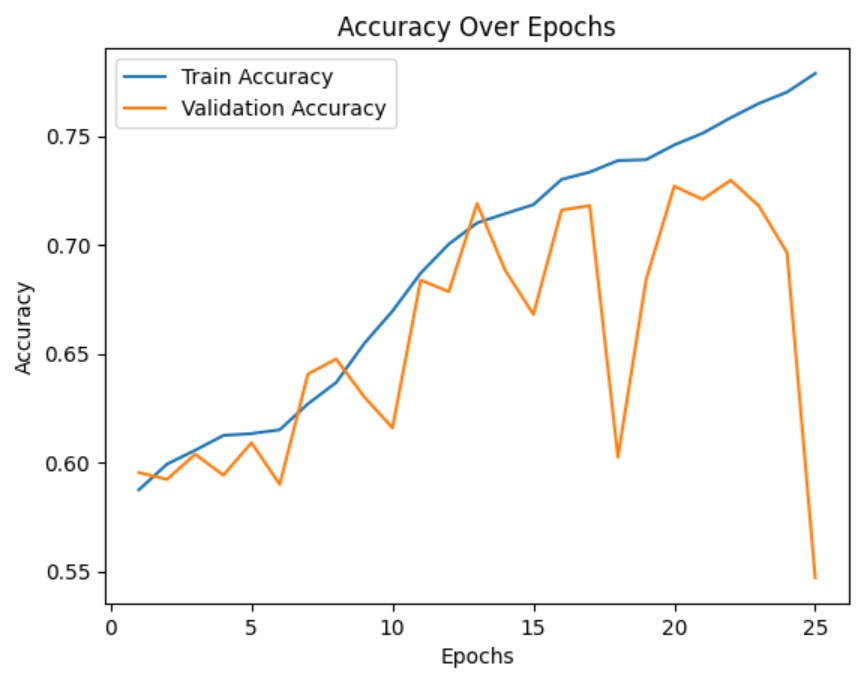 Accuracy Over Epochs
Train Accuracy
Validation Accuracy
0.75
0.70
0.65
0.60
0.55
Accuracy
0 5 10 15 20 25
Epochs